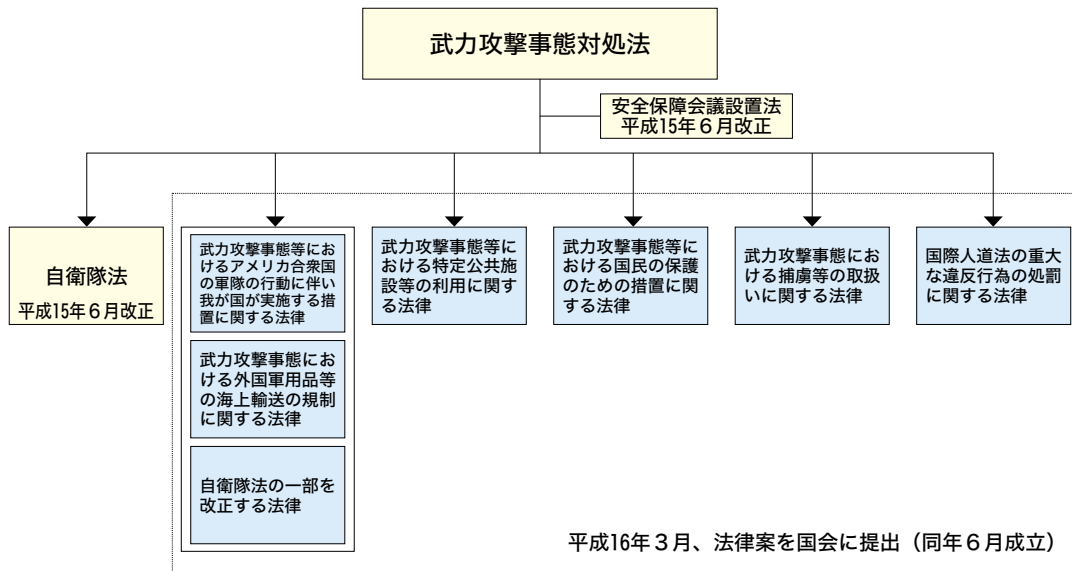 武力攻撃事態対処法
安全保障会議設置法
平成15年６月改正
自衛隊法
平成15年６月改正
武力攻撃事態等にお
けるアメリカ合衆国
の軍隊の行動に伴い
我が国が実施する措
置に関する法律
武力攻撃事態にお
ける外国軍用品等
の海上輸送の規制
に関する法律
自衛隊法の一部を
改正する法律
武力攻撃事態等に
おける特定公共施
設等の利用に関す
る法律
武力攻撃事態等に
おける国民の保護
のための措置に関
する法律
武力攻撃事態にお
ける捕虜等の取扱
いに関する法律
国際人道法の重大
な違反行為の処罰
に関する法律
平成16年３月、法律案を国会に提出（同年６月成立）